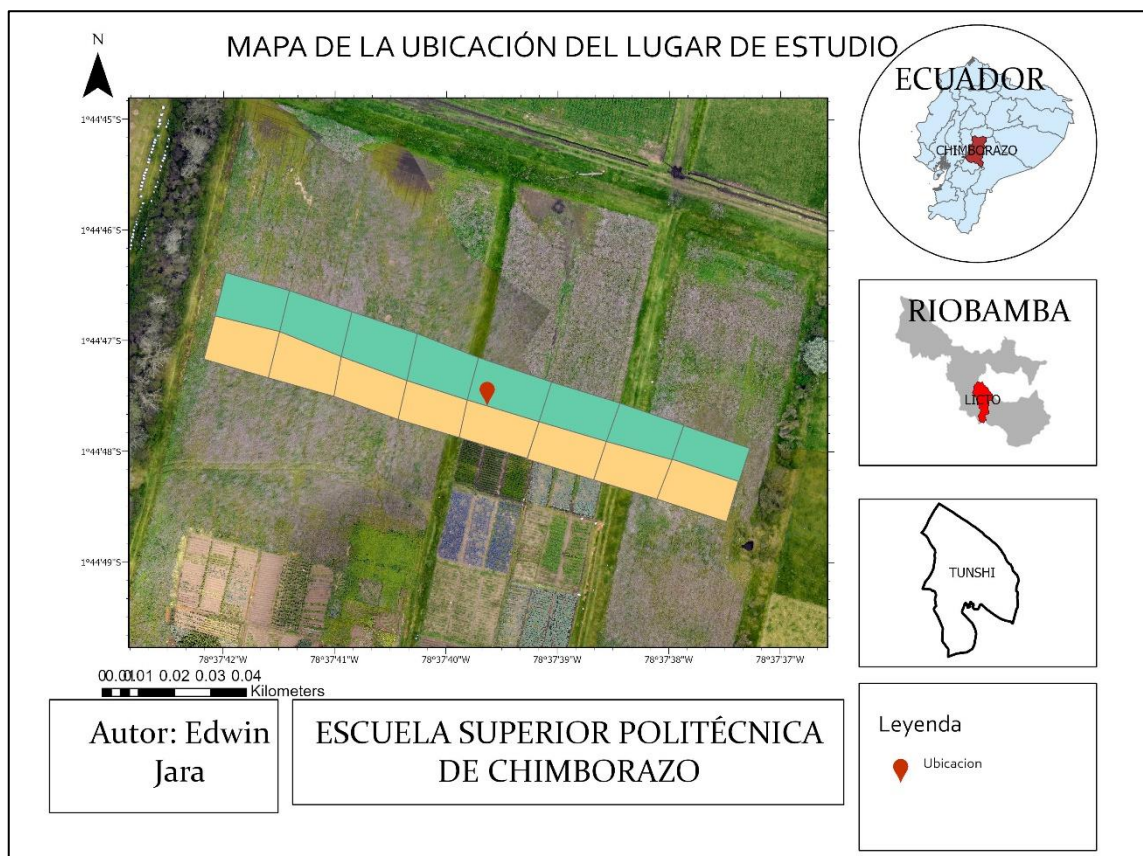 MAPA DE LA UBICACIÓN DEL LUGAR DE ESTUDIO
N
1°44'45"S
1°44'46"S
1°44'47"S
1°44'48"S
1°44'49"S
78°37'42"W 78°37'41"W 78°37'40"W 78°37'39"W 78°37'38"W 78°37'37"W
0 0.01 0.02 0.03 0.04
Kilometers
ECUADOR
CHIMBORAZO
RIOBAMBA
LICTO
TUNSHI
Autor: Edwin
Jara
ESCUELA SUPERIOR POLITÉCNICA
DE CHIMBORAZO
Leyenda
Ubicacion